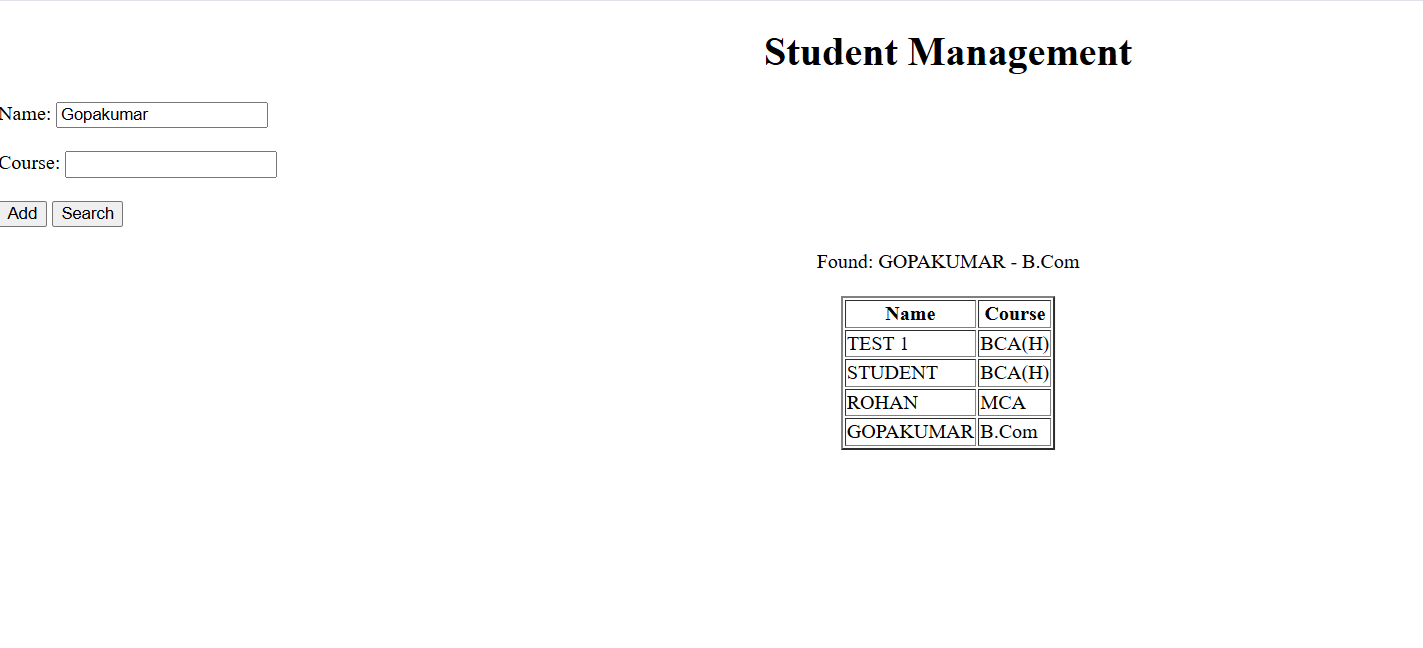 Student Management
Name: Gopakumar
Course:
Add Search
Found: GOPAKUMAR - B.Com
Name Course
TEST 1 BCA(H)
STUDENT BCA(H)
ROHAN MCA
GOPAKUMAR B.Com